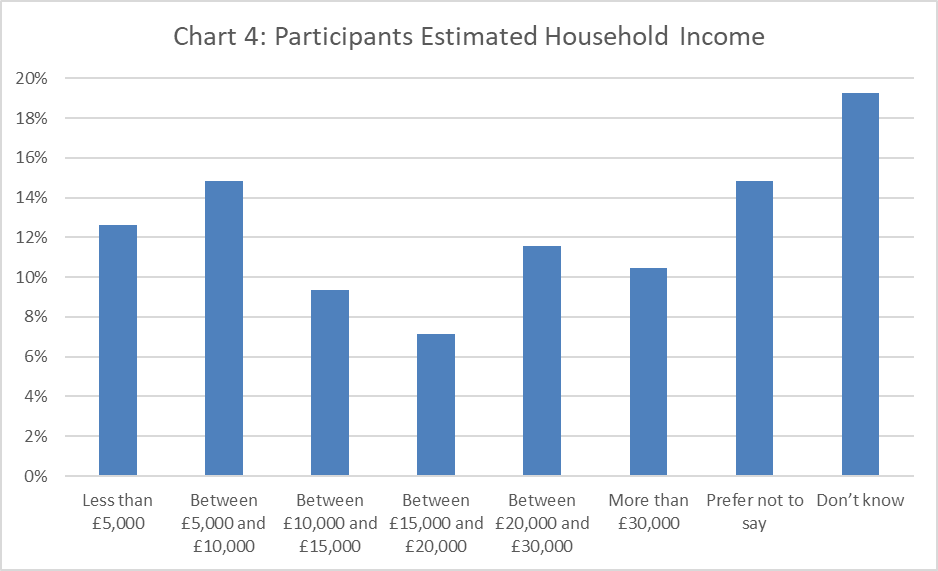 Chart 4: Participants Estimated Household Income
20%
18%
16%
14%
12%
10%
8%
6%
4%
2%
0%
Less than
£5,000
Between
£5,000 and
£10,000
Between
£10,000 and
£15,000
Between
£15,000 and
£20,000
Between
£20,000 and
£30,000
More than
£30,000
Prefer not to
say
Don’t know